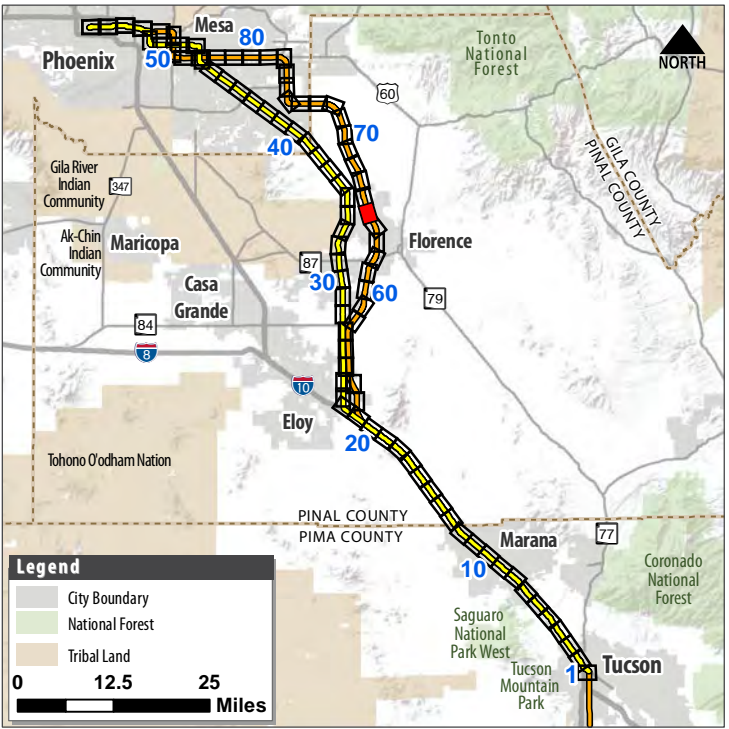 Mesa
80
Phoenix
50
Tonto
National
Forest
NORTH
60
70
40
GILA COUNTY
PINAL COUNTY
Gila River
Indian
Community
347
Ak-Chin
Indian
Community
Maricopa
Florence
87
30
60
Casa
Grande
79
84
8
10
Eloy
20
Tohono O'odham Nation
PINAL COUNTY
PIMA COUNTY
Marana
77
10
Coronado
National
Forest
Saguaro
National
Park West
Tucson
Mountain
Park
1
Tucson
Legend
City Boundary
National Forest
Tribal Land
0 12.5 25
Miles